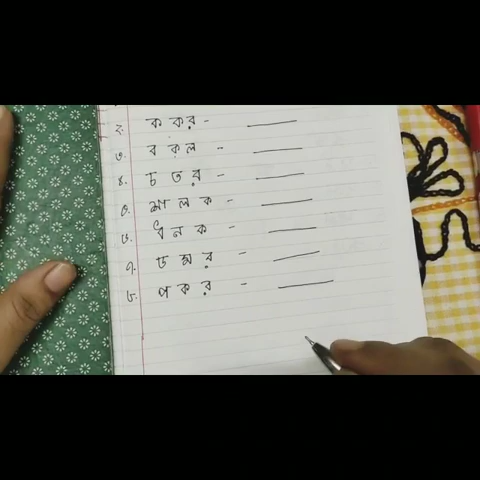 ২. ক ক র -
৩. ব ক ল -
৪. চ ত র -
৫. শ্মা ল ক -
৬. ধ ন ক -
৭. ড ম্ব র -
৮. প ক র -